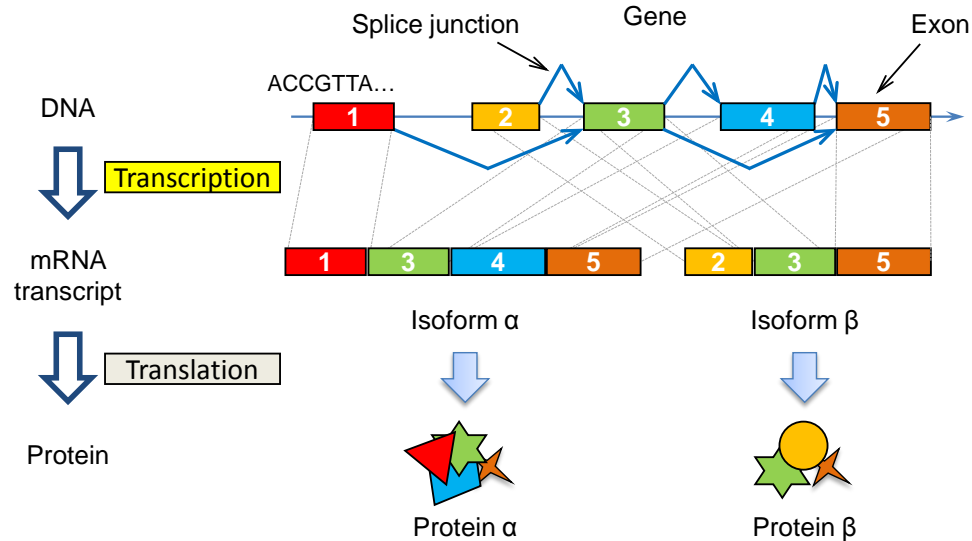 Splice junction
Gene
Exon
ACCGTTA...
DNA
1 2 3 4 5
Transcription
mRNA
transcript
1 3 4 5 2 3 5
Isoform α
Isoform β
Translation
Protein
Protein α
Protein β